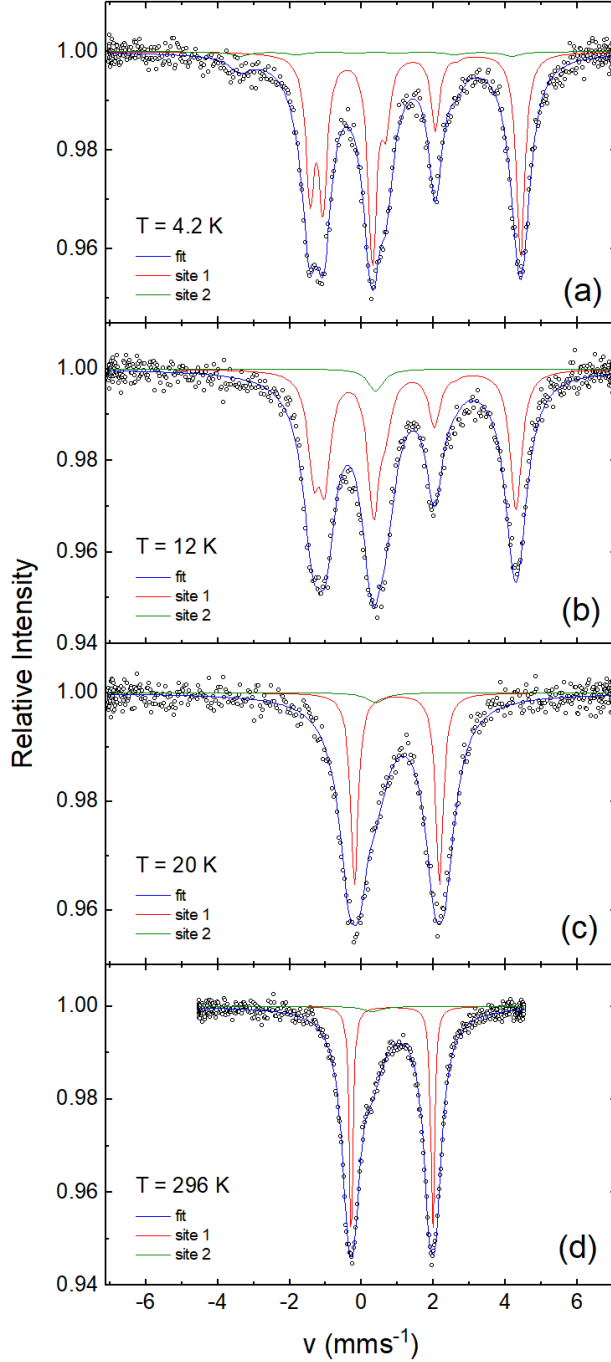 1.00
0.98
0.96
T = 4.2 K
fit
site 1
site 2
(a)
1.00
0.98
0.96
0.94
T = 12 K
fit
site 1
site 2
(b)
Relative Intensity
1.00
0.98
0.96
T = 20 K
fit
site 1
site 2
(c)
1.00
0.98
0.96
0.94
T = 296 K
fit
site 1
site 2
(d)
-6 -4 -2 0 2 4 6
v (mms⁻¹)